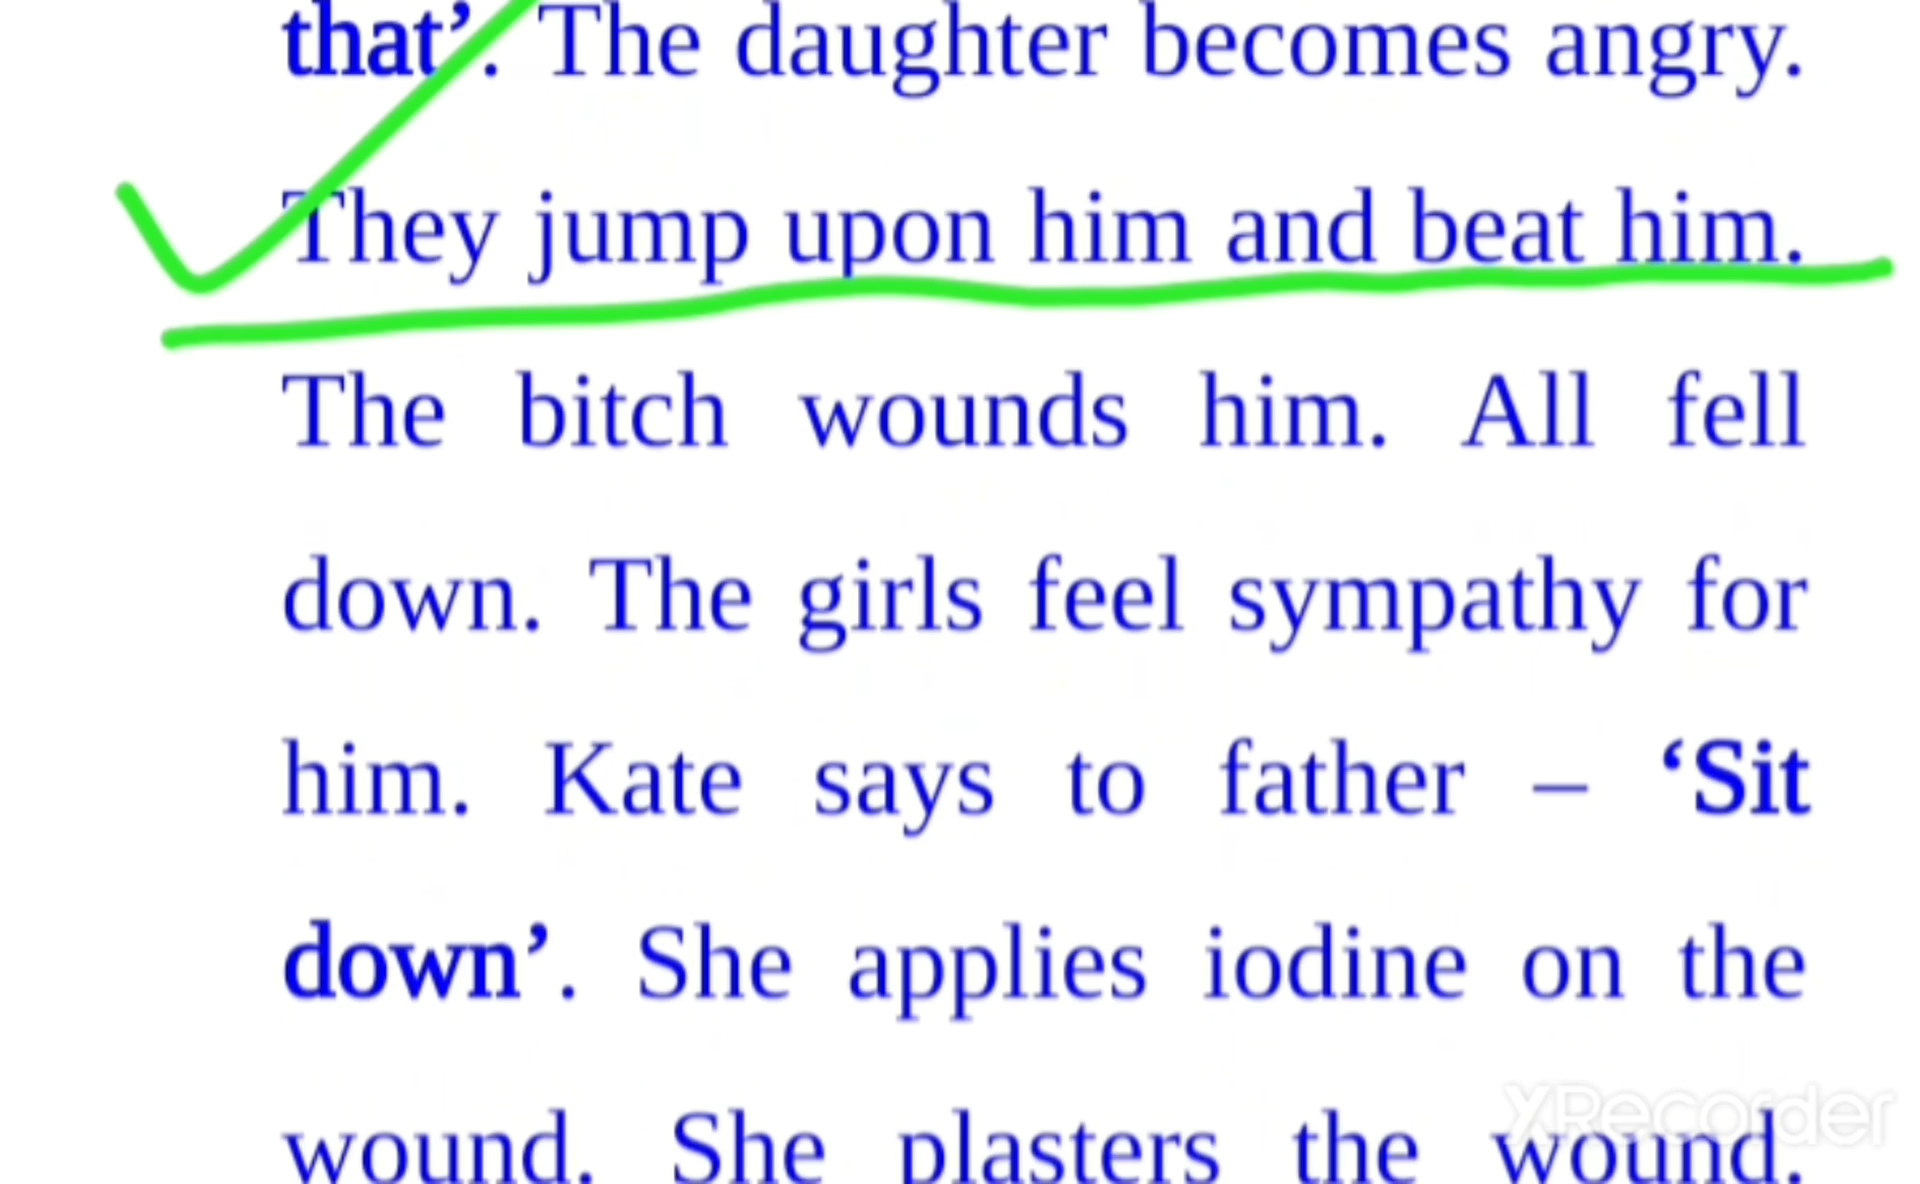 that’. The daughter becomes angry.
They jump upon him and beat him.
The bitch wounds him. All fell
down. The girls feel sympathy for
him. Kate says to father – ‘Sit
down’. She applies iodine on the
wound. She plasters the wound.
XRecorder